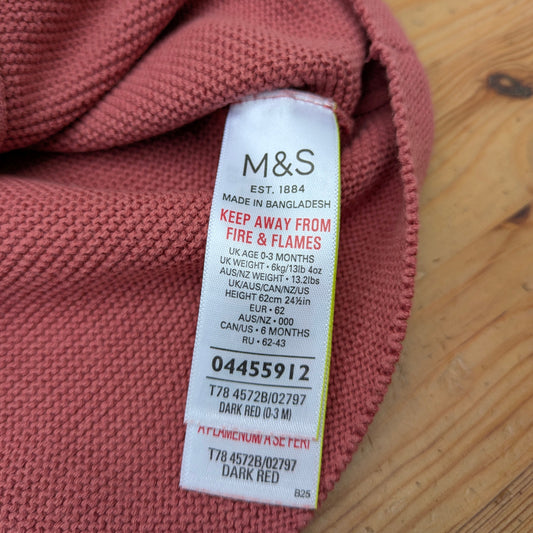 M&S
EST. 1884
MADE IN BANGLADESH
KEEP AWAY FROM
FIRE & FLAMES
UK AGE 0-3 MONTHS
UK WEIGHT • 6kg/13lb 4oz
AUS/NZ WEIGHT • 13.2lbs
UK/AUS/CAN/NZ/US
HEIGHT 62cm 24½in
EUR • 62
AUS/NZ • 000
CAN/US • 6 MONTHS
RU • 62-43
04455912
T78 4572B/02797
DARK RED (0-3 M)
T78 4572B/02797
DARK RED
B25